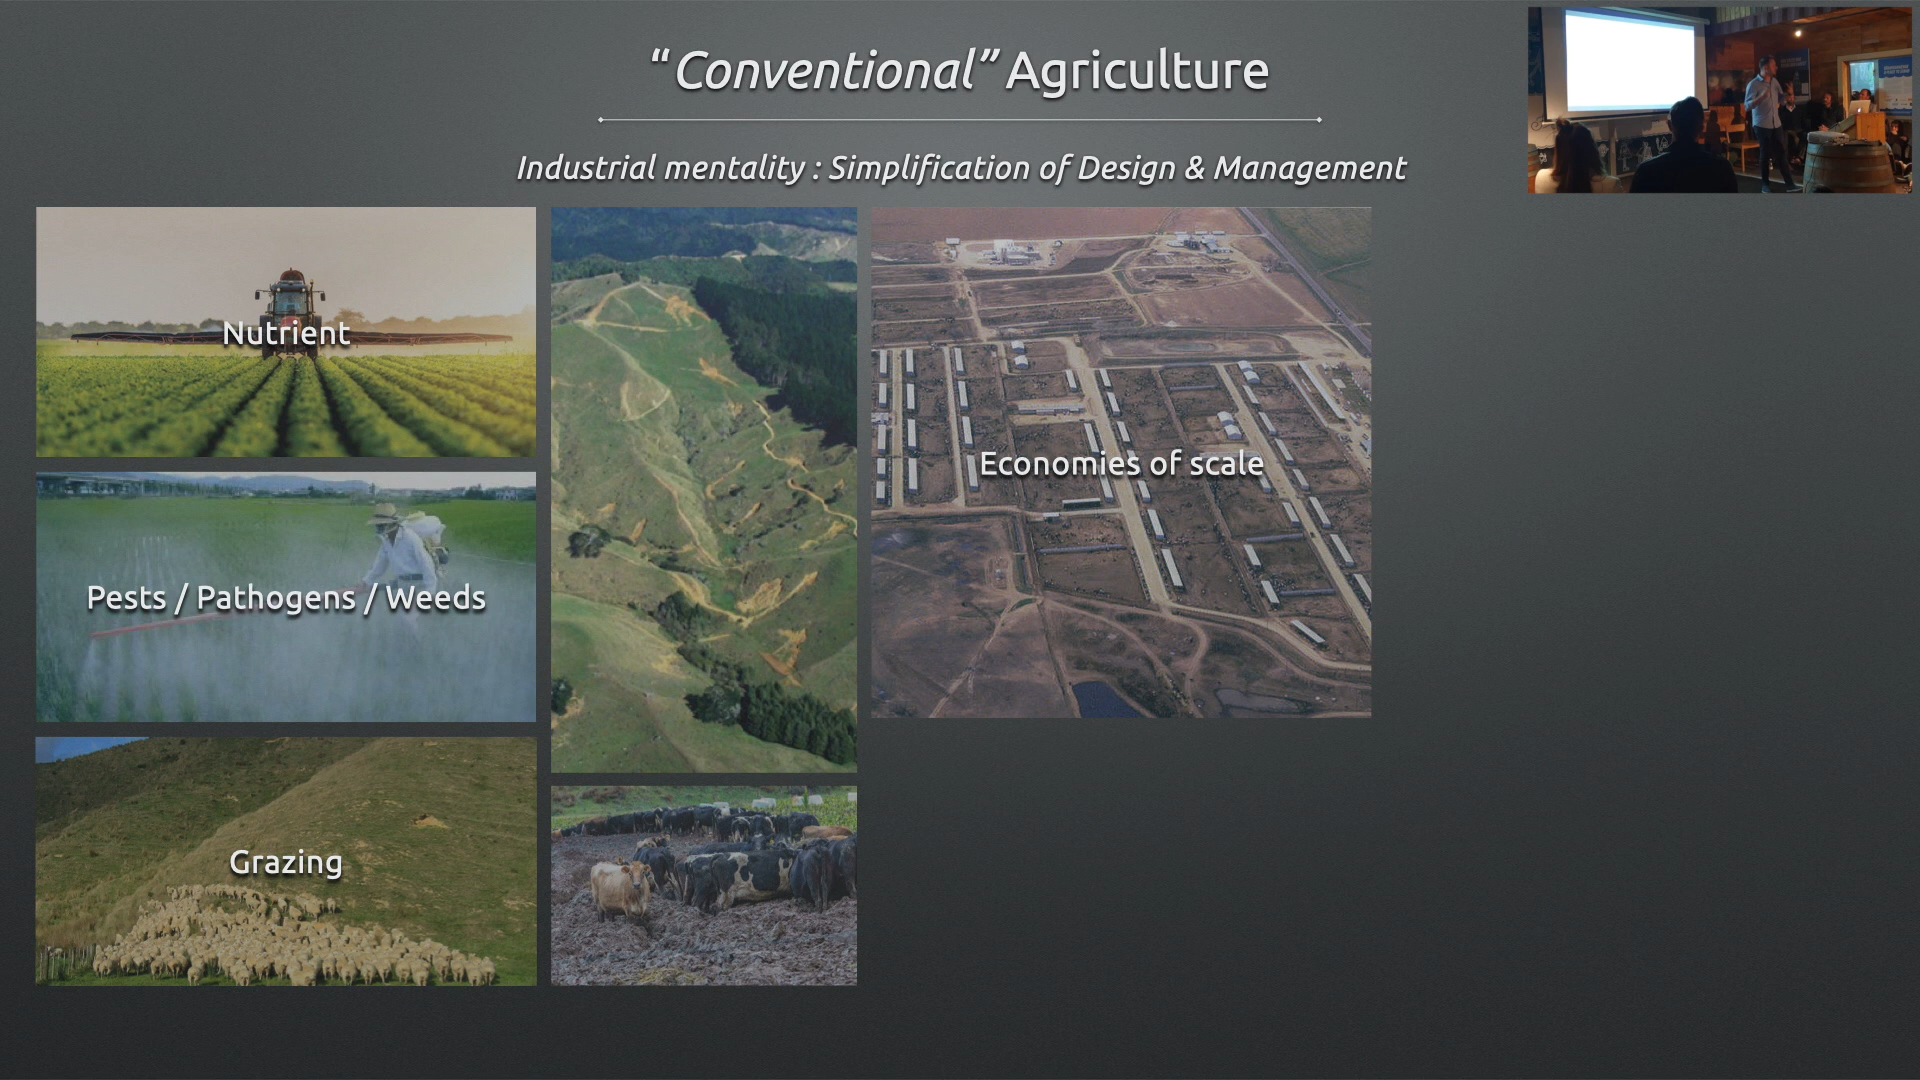 “Conventional” Agriculture
Industrial mentality : Simplification of Design & Management
Nutrient
Pests / Pathogens / Weeds
Grazing
Economies of scale